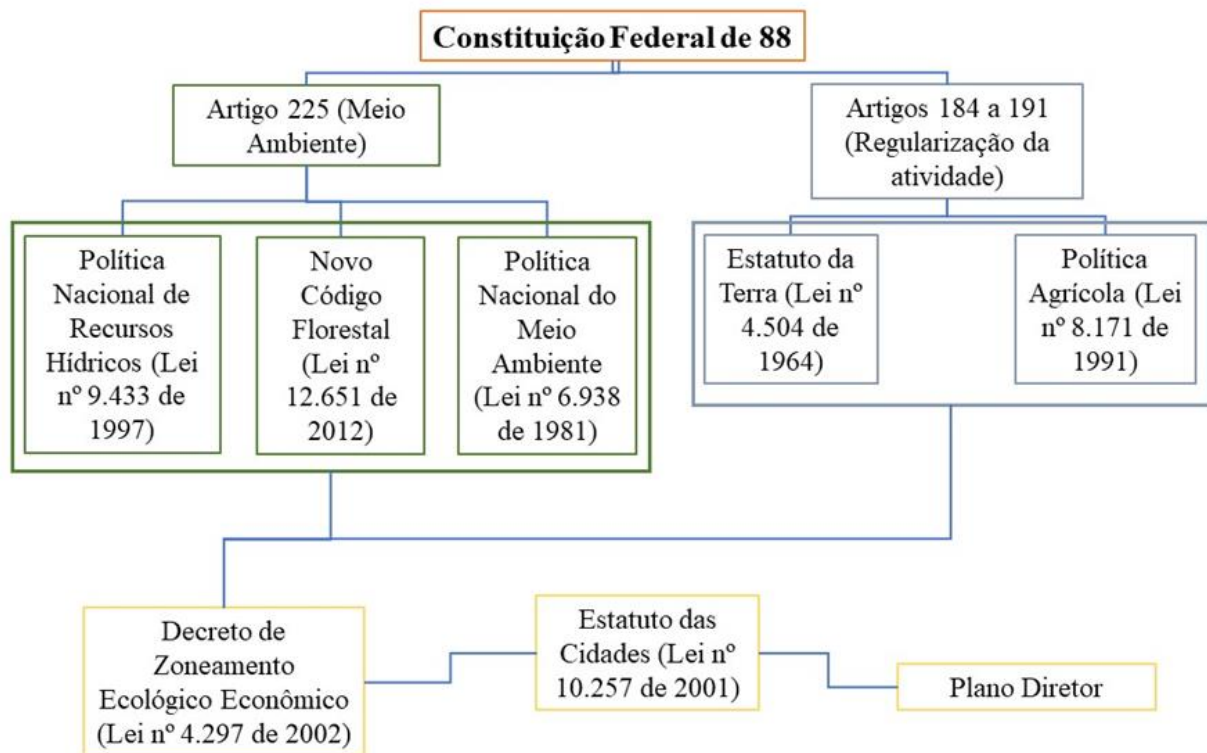 Constituição Federal de 88
Artigo 225 (Meio
Ambiente)
Artigos 184 a 191
(Regularização da
atividade)
Política
Nacional de
Recursos
Hídricos (Lei
nº 9.433 de
1997)
Novo
Código
Florestal
(Lei nº
12.651 de
2012)
Política
Nacional do
Meio
Ambiente
(Lei nº 6.938
de 1981)
Estatuto da
Terra (Lei nº
4.504 de
1964)
Política
Agrícola (Lei
nº 8.171 de
1991)
Decreto de
Zoneamento
Ecológico Econômico
(Lei nº 4.297 de 2002)
Estatuto das
Cidades (Lei nº
10.257 de 2001)
Plano Diretor